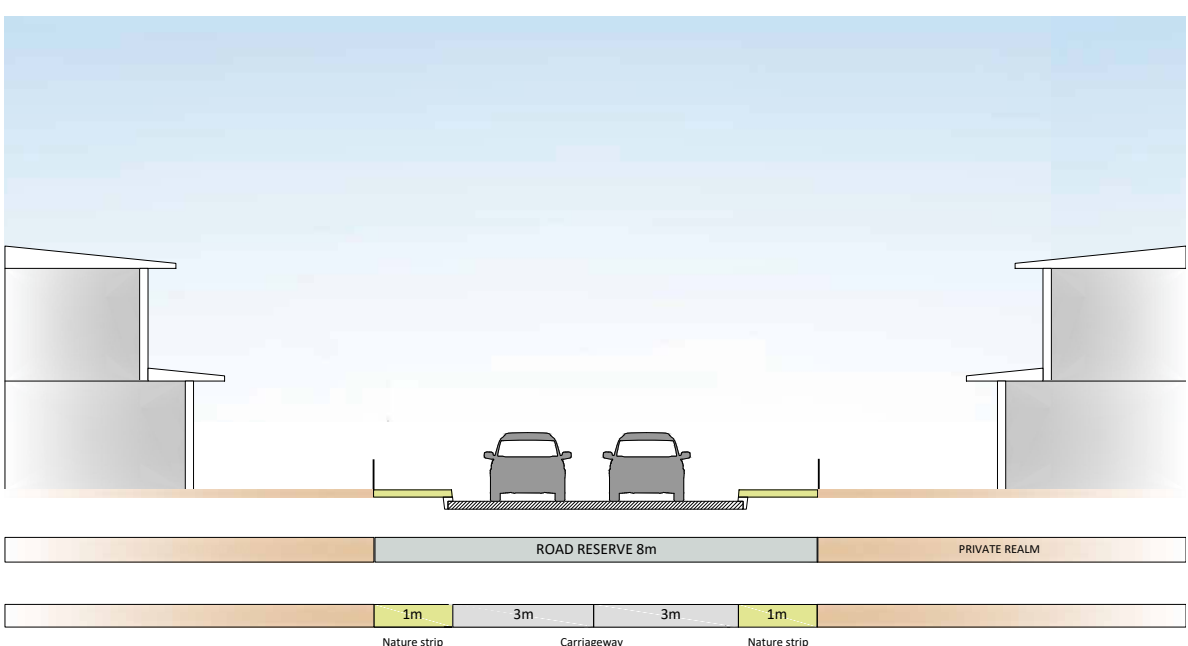 ROAD RESERVE 8m
PRIVATE REALM
1m
3m
3m
1m
Nature strip
Carriageway
Nature strip